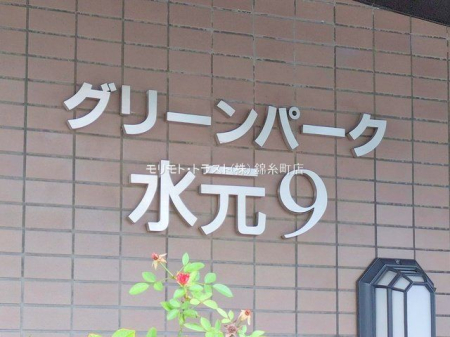 グリーンパーク
モリモト・トラスト(株) 錦糸町店
水元9